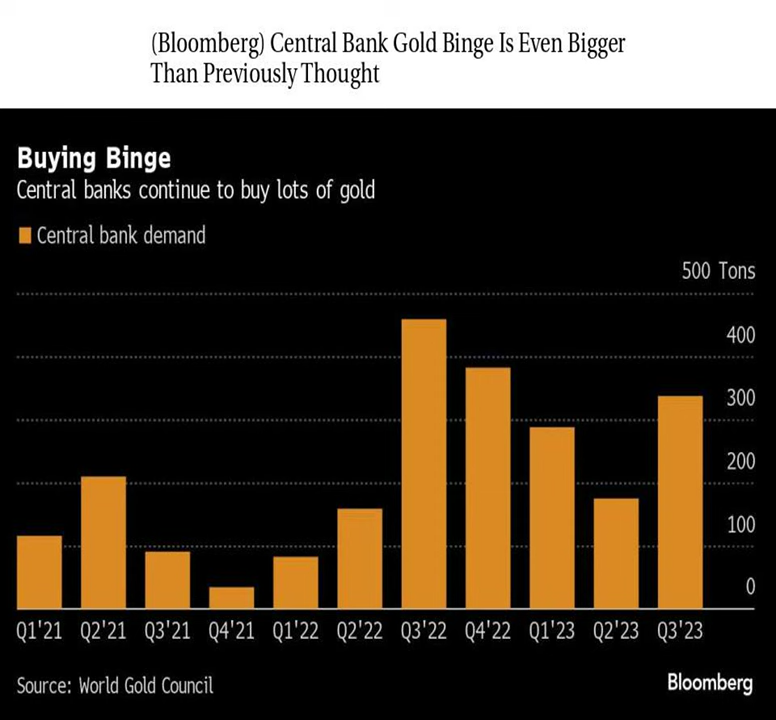 (Bloomberg) Central Bank Gold Binge Is Even Bigger
Than Previously Thought
Buying Binge
Central banks continue to buy lots of gold
Central bank demand
500 Tons
400
300
200
100
0
Q1'21 Q2'21 Q3'21 Q4'21 Q1'22 Q2'22 Q3'22 Q4'22 Q1'23 Q2'23 Q3'23
Source: World Gold Council
Bloomberg